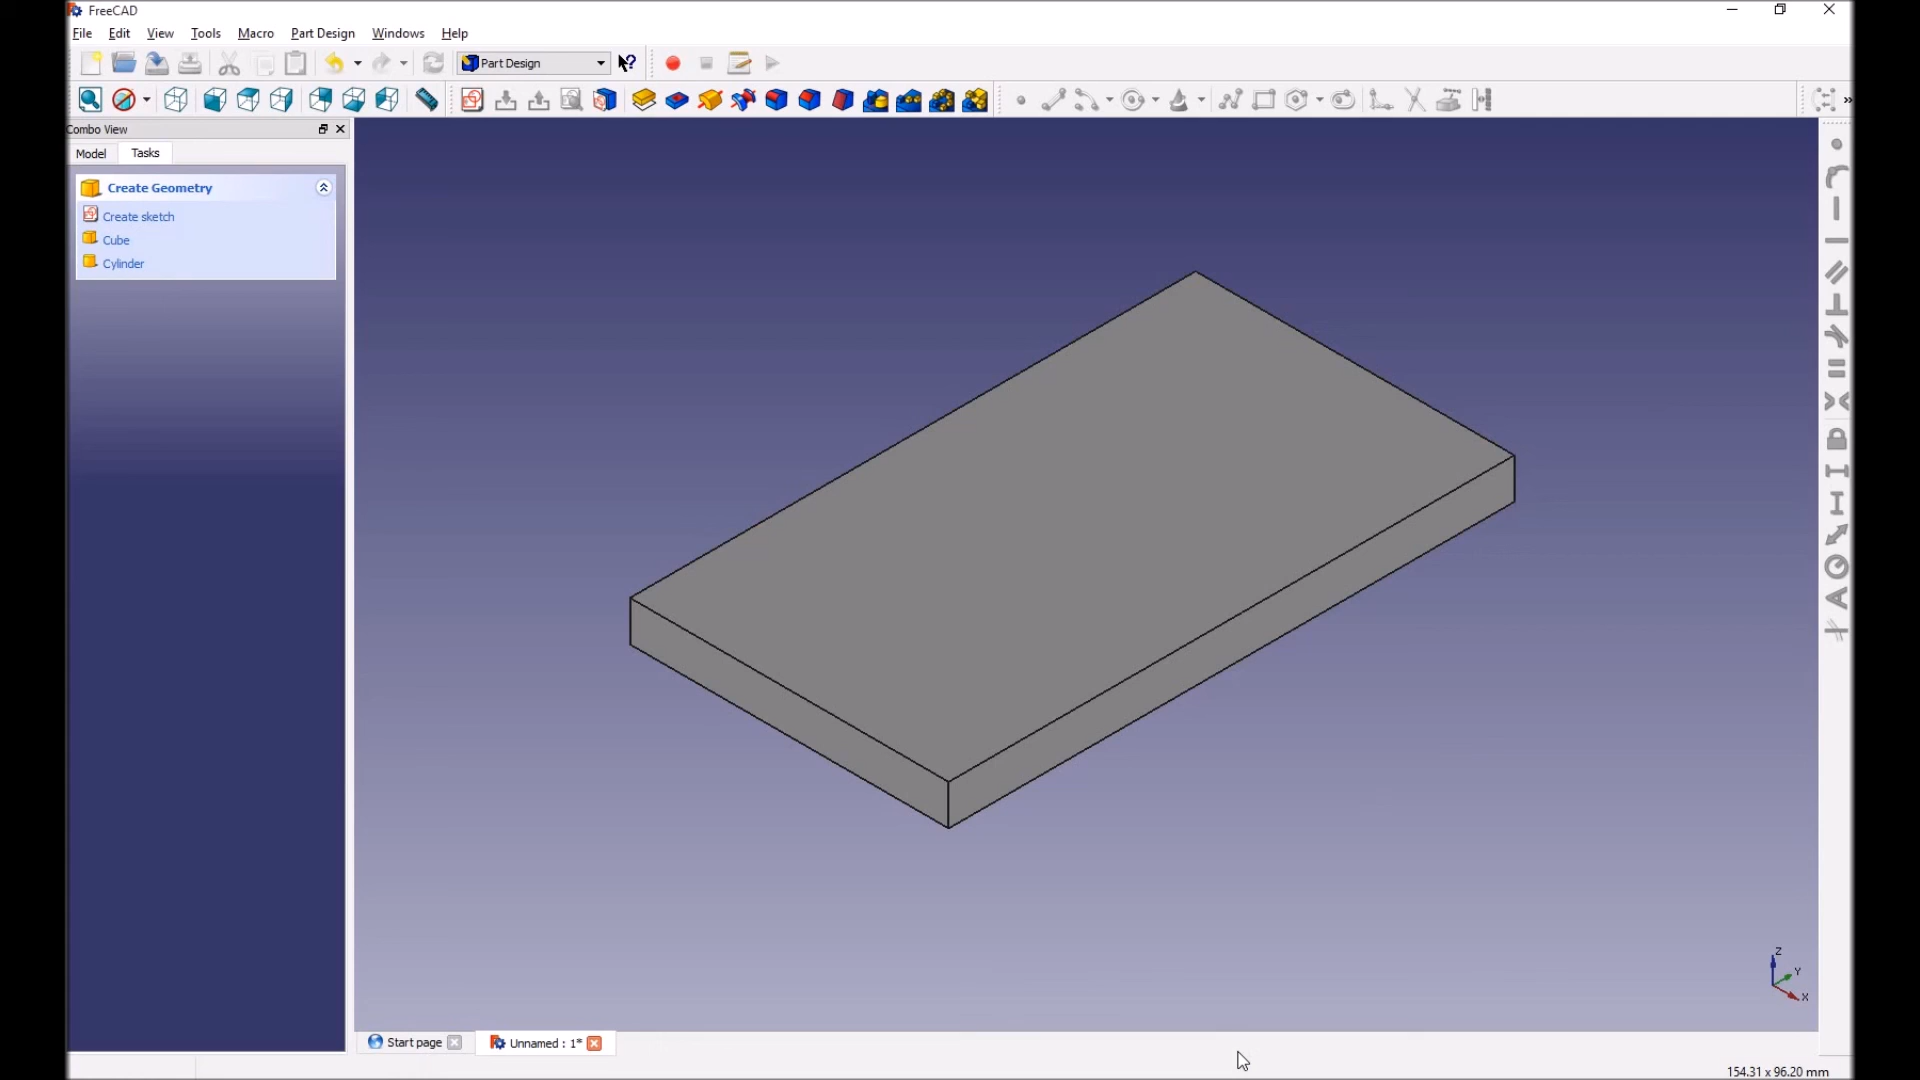 FreeCAD
File Edit View Tools Macro Part Design Windows Help
Part Design
Combo View
Model Tasks
Create Geometry
Create sketch
Cube
Cylinder
Z
Y
X
Start page Unnamed : 1*
154.31 x 96.20 mm